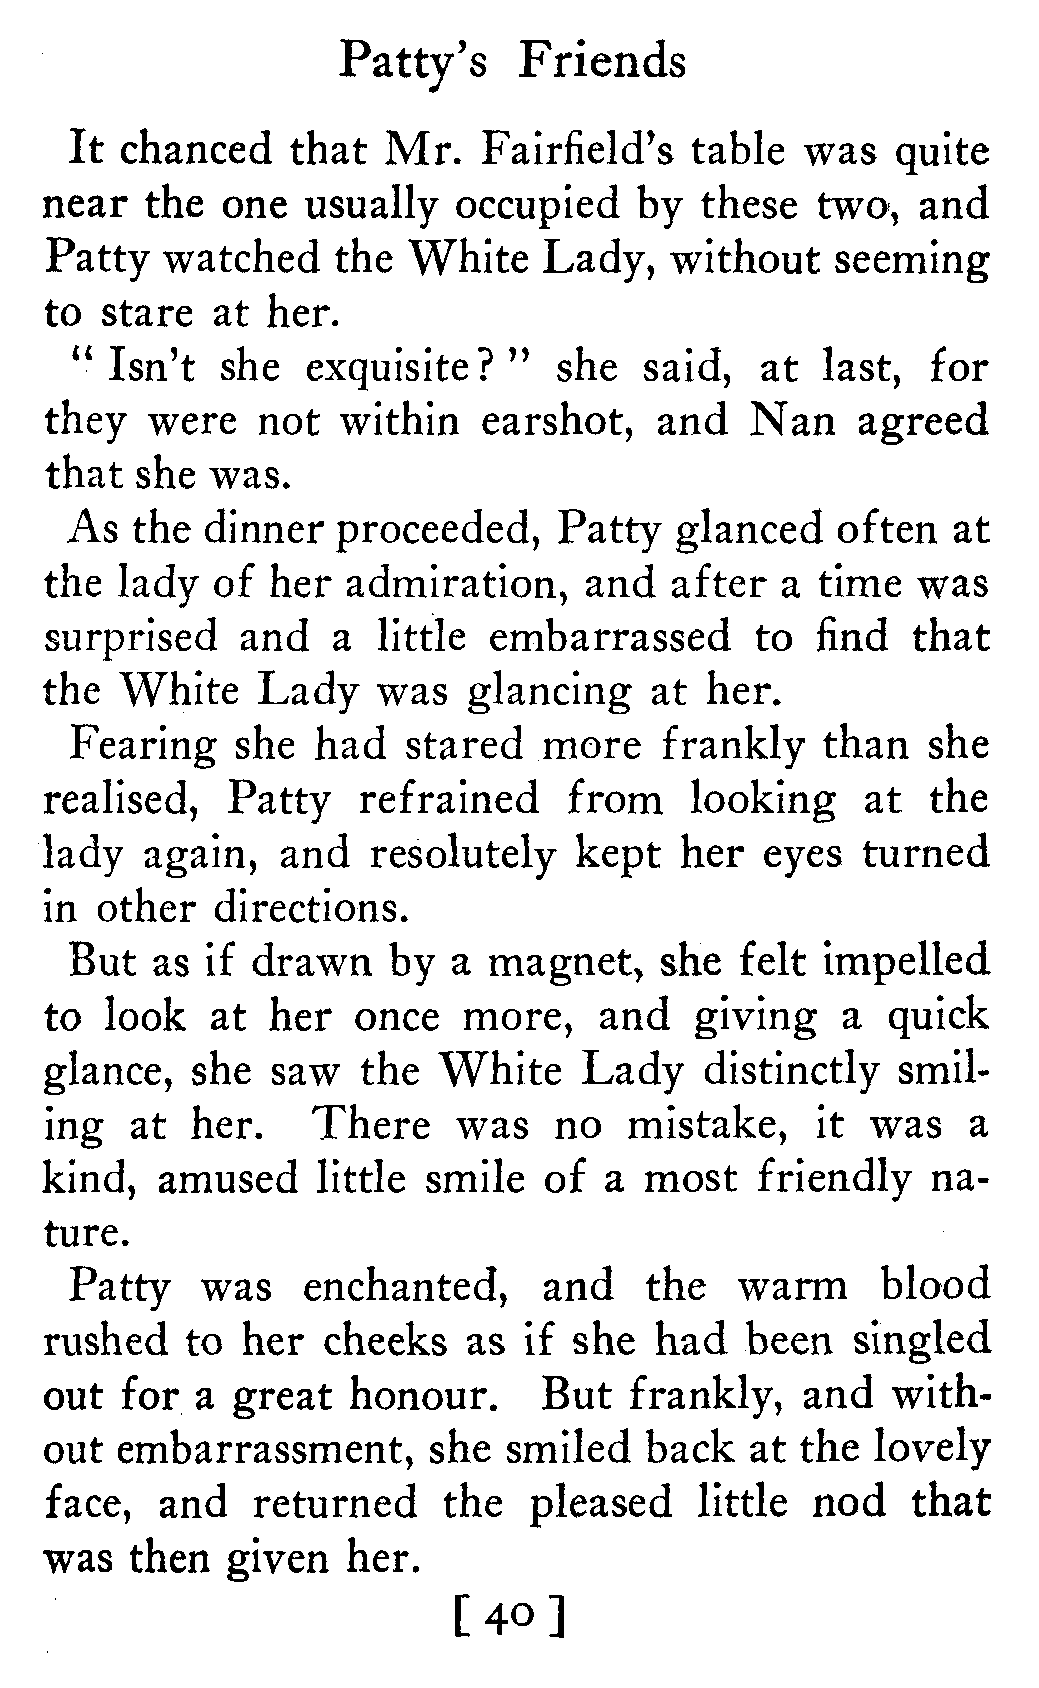 Patty's Friends
It chanced that Mr. Fairfield's table was quite
near the one usually occupied by these two, and
Patty watched the White Lady, without seeming
to stare at her.
" Isn't she exquisite? " she said, at last, for
they were not within earshot, and Nan agreed
that she was.
As the dinner proceeded, Patty glanced often at
the lady of her admiration, and after a time was
surprised and a little embarrassed to find that
the White Lady was glancing at her.
Fearing she had stared more frankly than she
realised, Patty refrained from looking at the
lady again, and resolutely kept her eyes turned
in other directions.
But as if drawn by a magnet, she felt impelled
to look at her once more, and giving a quick
glance, she saw the White Lady distinctly smil-
ing at her. There was no mistake, it was a
kind, amused little smile of a most friendly na-
ture.
Patty was enchanted, and the warm blood
rushed to her cheeks as if she had been singled
out for a great honour. But frankly, and with-
out embarrassment, she smiled back at the lovely
face, and returned the pleased little nod that
was then given her.
[ 40 ]